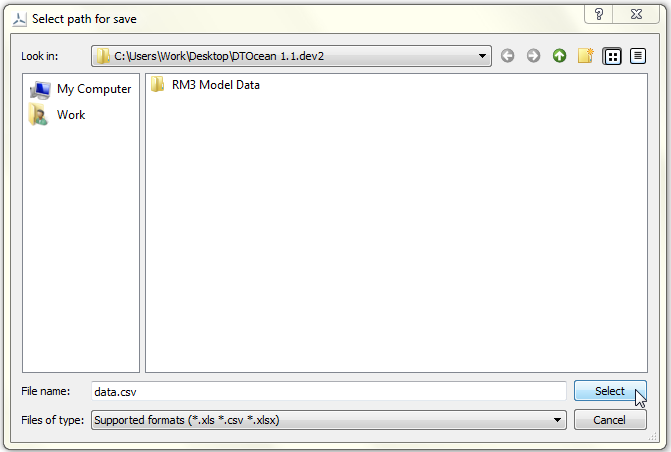 Select path for save
?
Look in:
C:\Users\Work\Desktop\DTOcean 1.1.dev2
My Computer
RM3 Model Data
Work
File name:
data.csv
Select
Files of type:
Supported formats (*.xls *.csv *.xlsx)
Cancel